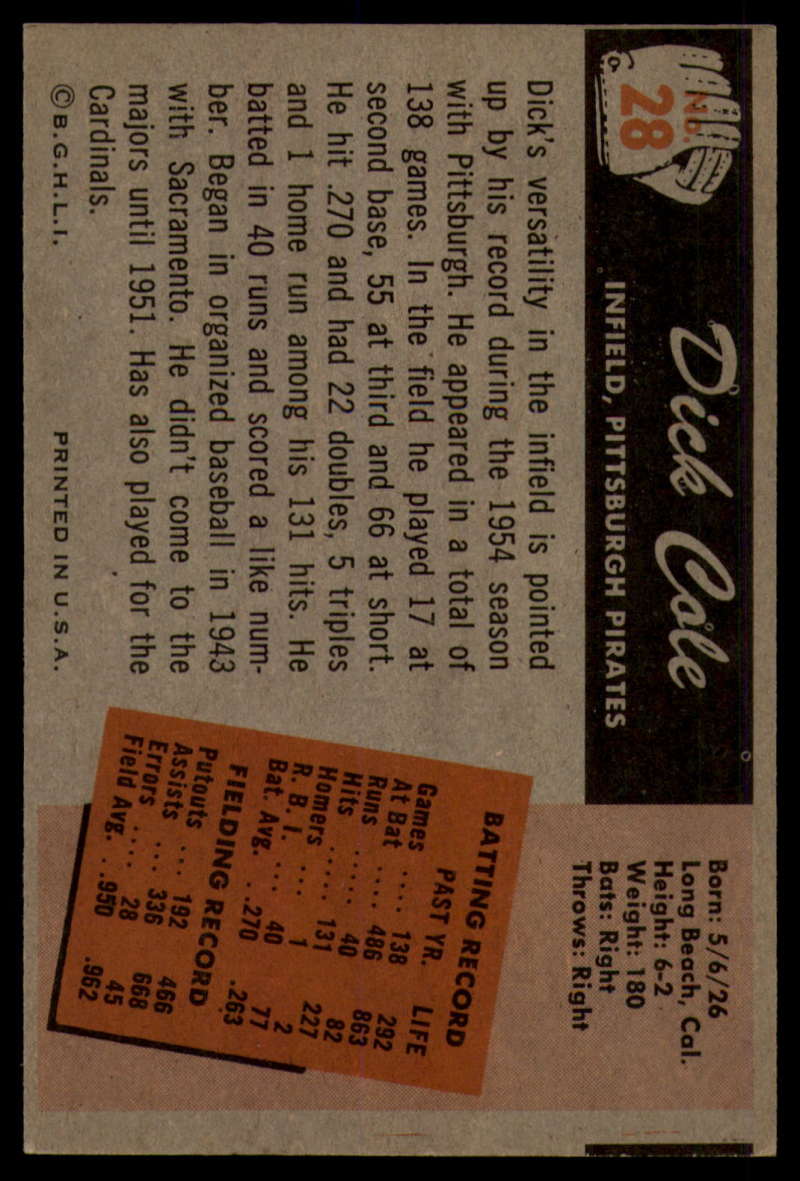 No.
28
Dick Cole
INFIELD, PITTSBURGH PIRATES
Born: 5/6/26
Long Beach, Cal.
Height: 6-2
Weight: 180
Bats: Right
Throws: Right
Dick's versatility in the infield is pointed
up by his record during the 1954 season
with Pittsburgh. He appeared in a total of
138 games. In the field he played 17 at
second base, 55 at third and 66 at short.
He hit .270 and had 22 doubles, 5 triples
and 1 home run among his 131 hits. He
batted in 40 runs and scored a like num-
ber. Began in organized baseball in 1943
with Sacramento. He didn't come to the
majors until 1951. Has also played for the
Cardinals.
©B.G.H.L.I. PRINTED IN U.S.A.
BATTING RECORD
PAST YR. LIFE
Games .... 138 292
At Bat .... 486 863
Runs ..... 40 82
Hits ..... 131 227
Homers ... 1 2
R. B. I. ... 40 77
Bat. Avg. . .270 .263
FIELDING RECORD
Putouts ... 192 466
Assists ... 336 668
Errors .... 28 45
Field Avg. . .950 .962